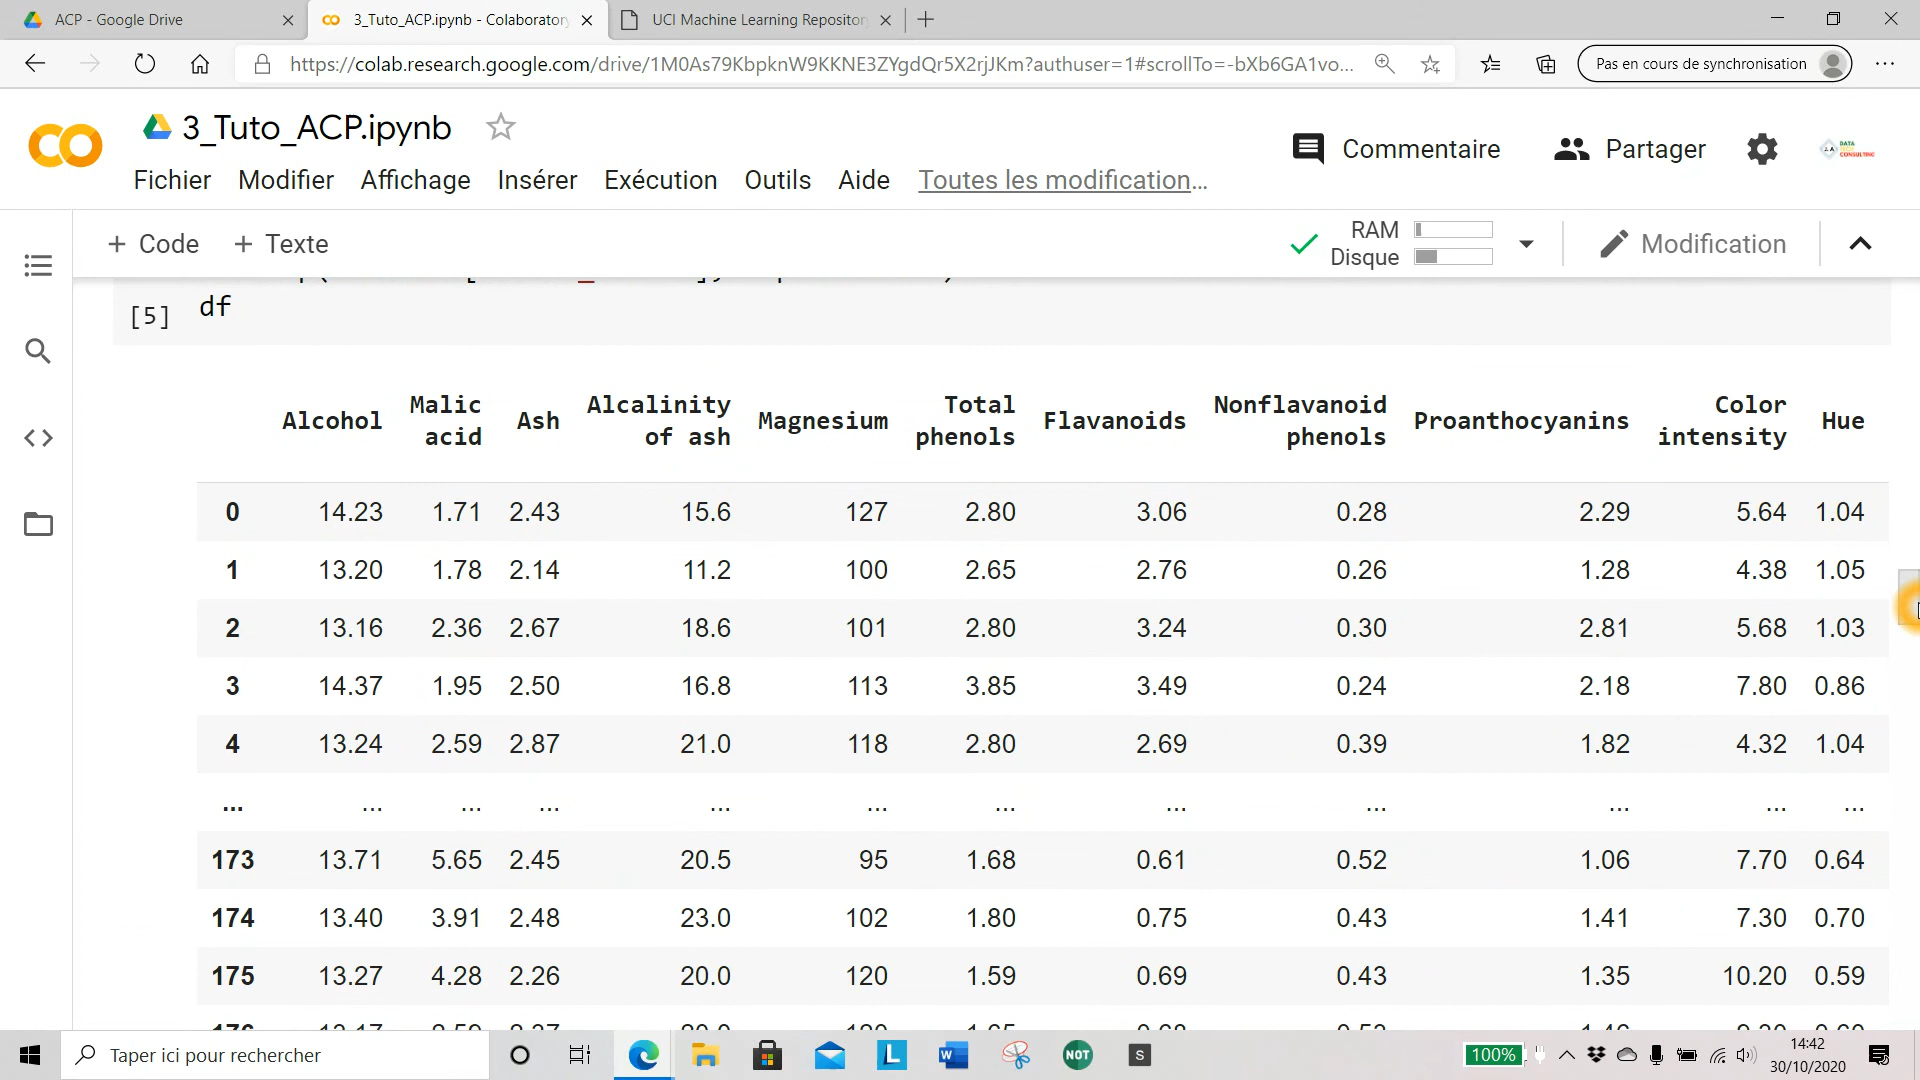 ACP - Google Drive
3_Tuto_ACP.ipynb - Colaboratory
UCI Machine Learning Repository
https://colab.research.google.com/drive/1M0As79KbpknW9KKNE3ZYgdQr5X2rjJKm?authuser=1#scrollTo=-bXb6GA1vo...
Pas en cours de synchronisation
3_Tuto_ACP.ipynb
Commentaire
Partager
DATA
CONSULTING
Fichier Modifier Affichage Insérer Exécution Outils Aide Toutes les modification...
+ Code + Texte
RAM
Disque
Modification
[5] df
Alcohol Malic acid Ash Alcalinity of ash Magnesium Total phenols Flavanoids Nonflavanoid phenols Proanthocyanins Color intensity Hue
0 14.23 1.71 2.43 15.6 127 2.80 3.06 0.28 2.29 5.64 1.04
1 13.20 1.78 2.14 11.2 100 2.65 2.76 0.26 1.28 4.38 1.05
2 13.16 2.36 2.67 18.6 101 2.80 3.24 0.30 2.81 5.68 1.03
3 14.37 1.95 2.50 16.8 113 3.85 3.49 0.24 2.18 7.80 0.86
4 13.24 2.59 2.87 21.0 118 2.80 2.69 0.39 1.82 4.32 1.04
... ... ... ... ... ... ... ... ... ... ... ...
173 13.71 5.65 2.45 20.5 95 1.68 0.61 0.52 1.06 7.70 0.64
174 13.40 3.91 2.48 23.0 102 1.80 0.75 0.43 1.41 7.30 0.70
175 13.27 4.28 2.26 20.0 120 1.59 0.69 0.43 1.35 10.20 0.59
Taper ici pour rechercher
L
W
NOT
S
100%
14:42
30/10/2020